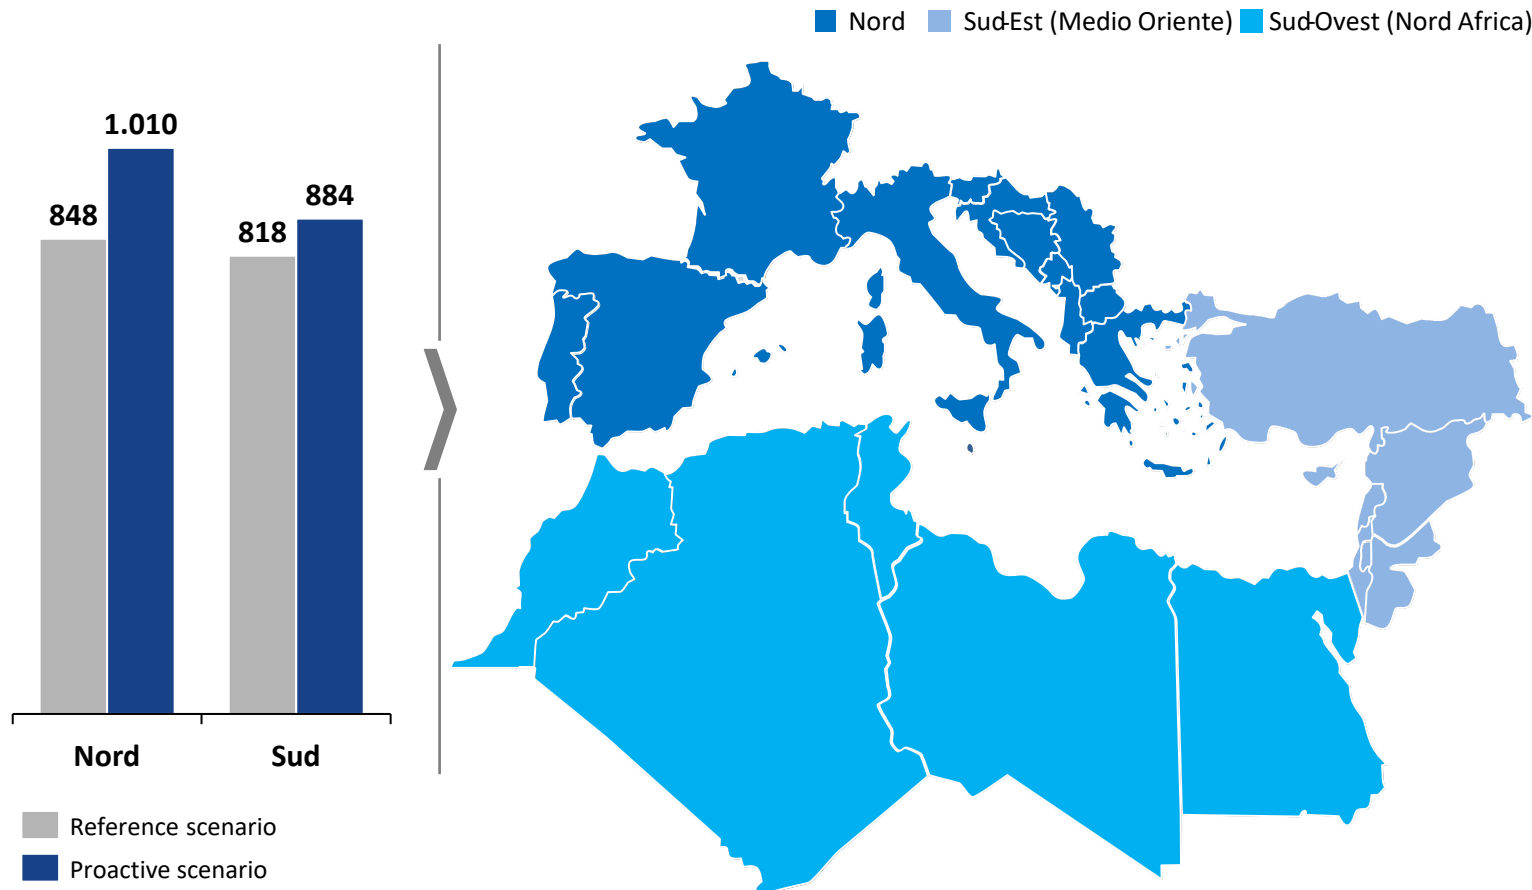 Nord Sud-Est (Medio Oriente) Sud-Ovest (Nord Africa)
1.010
848
884
818
Nord Sud
Reference scenario
Proactive scenario